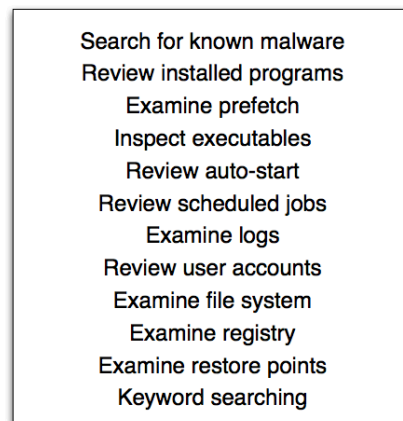 Search for known malware
Review installed programs
Examine prefetch
Inspect executables
Review auto-start
Review scheduled jobs
Examine logs
Review user accounts
Examine file system
Examine registry
Examine restore points
Keyword searching